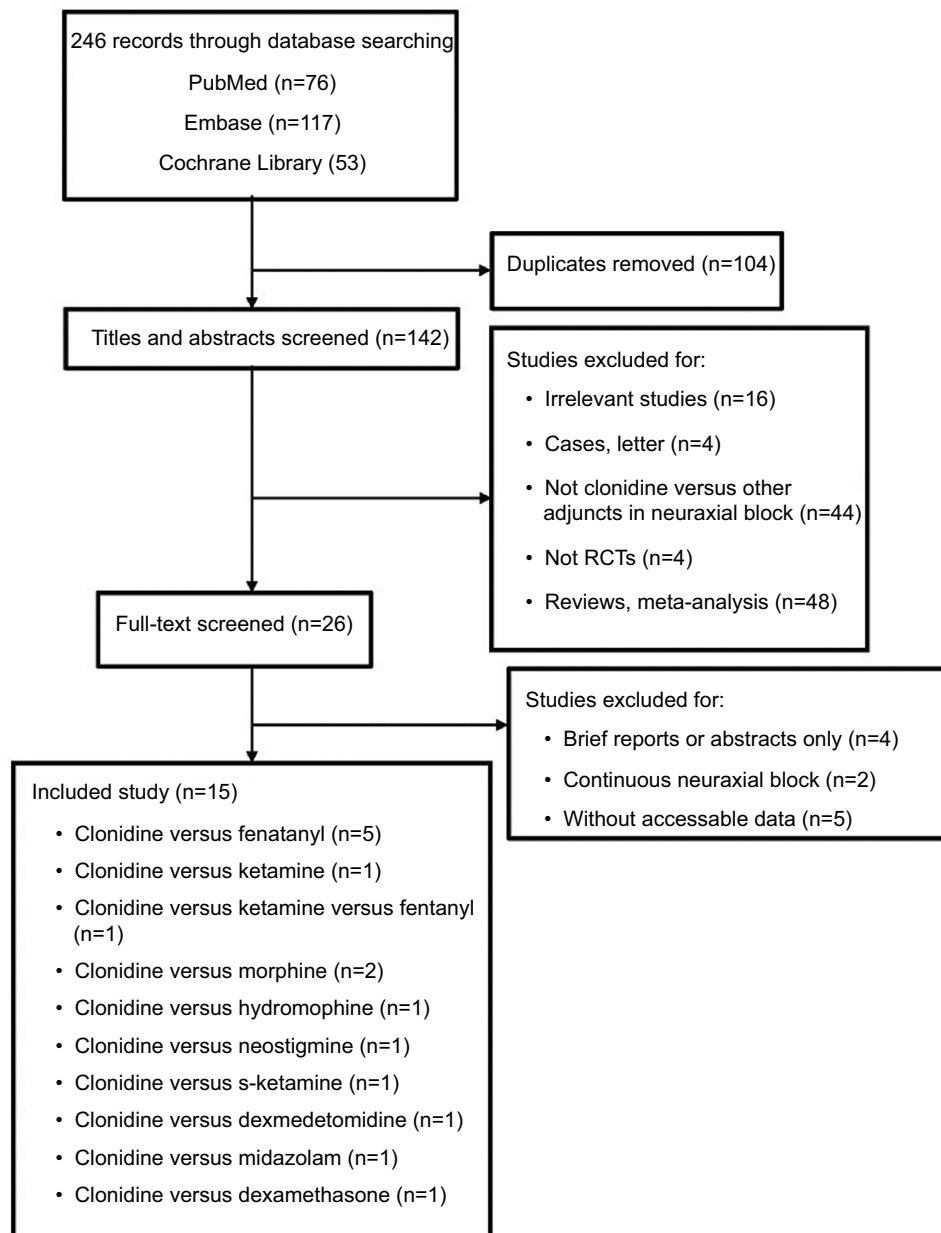 246 records through database searching
PubMed (n=76)
Embase (n=117)
Cochrane Library (53)
Duplicates removed (n=104)
Titles and abstracts screened (n=142)
Studies excluded for:
• Irrelevant studies (n=16)
• Cases, letter (n=4)
• Not clonidine versus other
adjuncts in neuraxial block (n=44)
• Not RCTs (n=4)
• Reviews, meta-analysis (n=48)
Full-text screened (n=26)
Studies excluded for:
• Brief reports or abstracts only (n=4)
• Continuous neuraxial block (n=2)
• Without accessable data (n=5)
Included study (n=15)
• Clonidine versus fenatanyl (n=5)
• Clonidine versus ketamine (n=1)
• Clonidine versus ketamine versus fentanyl
(n=1)
• Clonidine versus morphine (n=2)
• Clonidine versus hydromophine (n=1)
• Clonidine versus neostigmine (n=1)
• Clonidine versus s-ketamine (n=1)
• Clonidine versus dexmedetomidine (n=1)
• Clonidine versus midazolam (n=1)
• Clonidine versus dexamethasone (n=1)